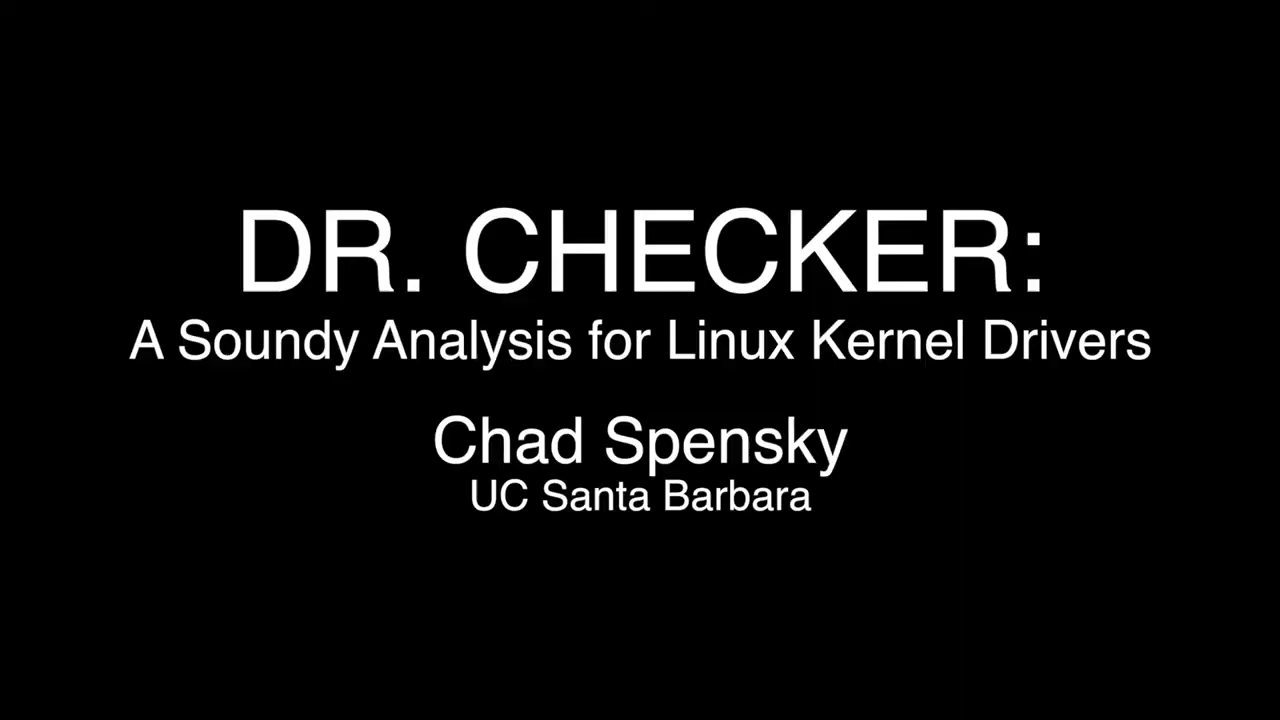 DR. CHECKER:
A Soundy Analysis for Linux Kernel Drivers
Chad Spensky
UC Santa Barbara